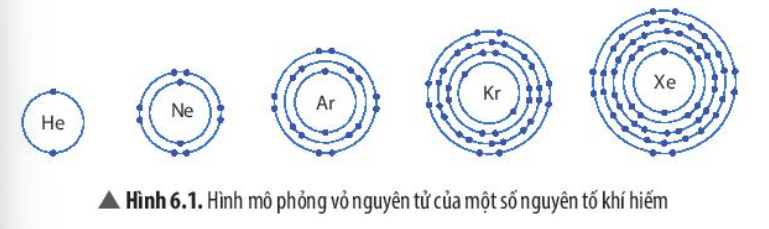 He Ne Ar Kr Xe
▲ Hình 6.1. Hình mô phỏng vỏ nguyên tử của một số nguyên tố khí hiếm